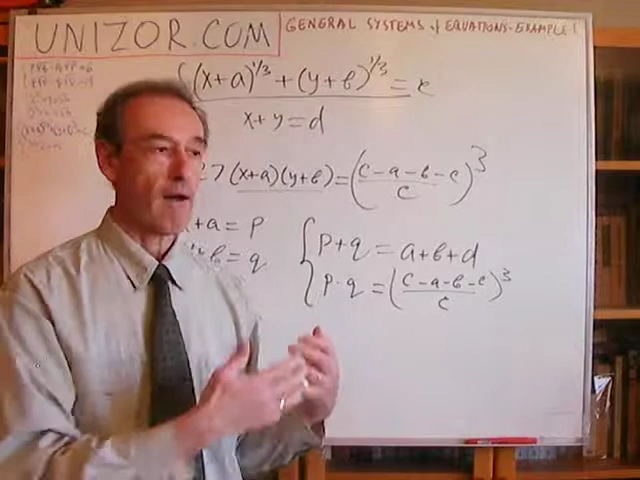 UNIZOR.COM
GENERAL SYSTEMS of EQUATIONS-EXAMPLE 1
(x+a)^1/3 + (y+b)^1/3 = c
x+y=d
27(x+a)(y+b)=((c-a-b-c)/c)^3
+a=p
+b=q
{p+q=a+b+d
p·q=((c-a-b-c)/c)^3